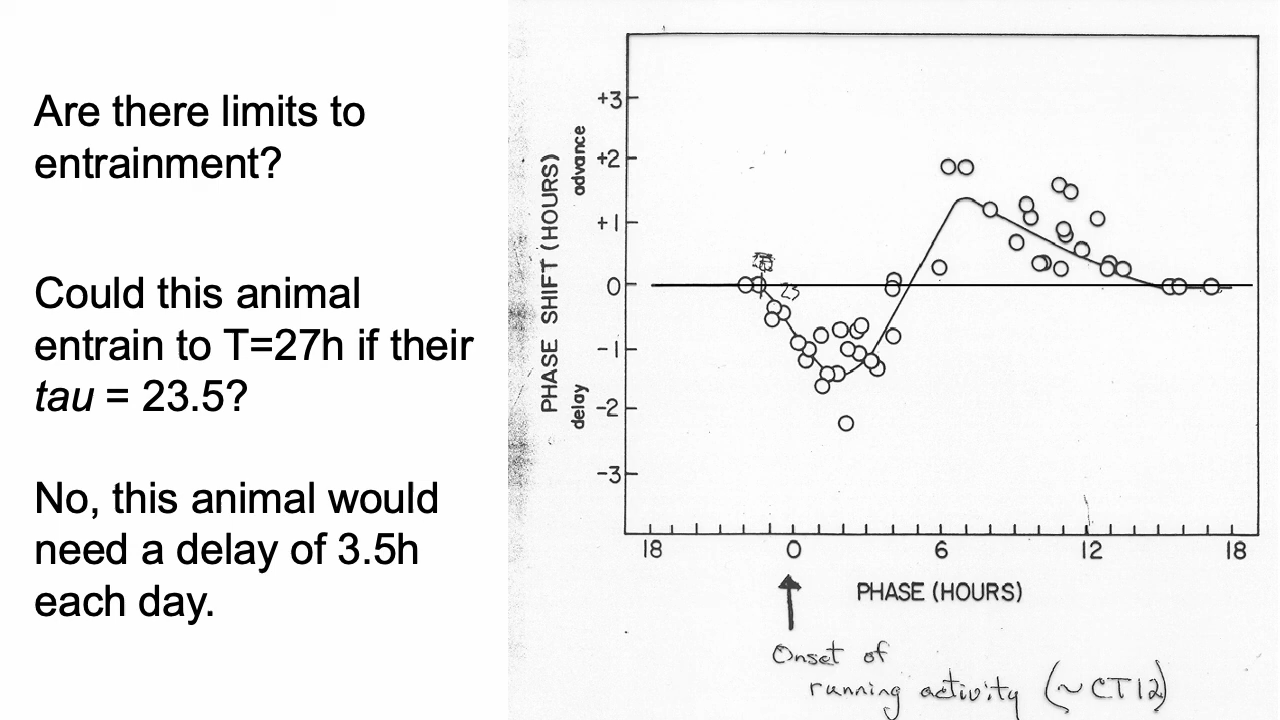 Are there limits to
entrainment?
Could this animal
entrain to T=27h if their
tau = 23.5?
No, this animal would
need a delay of 3.5h
each day.
PHASE SHIFT (HOURS)
advance
delay
+3
+2
+1
0
-1
-2
-3
23
18 0 6 12 18
PHASE (HOURS)
Onset of
running activity (~CT12)